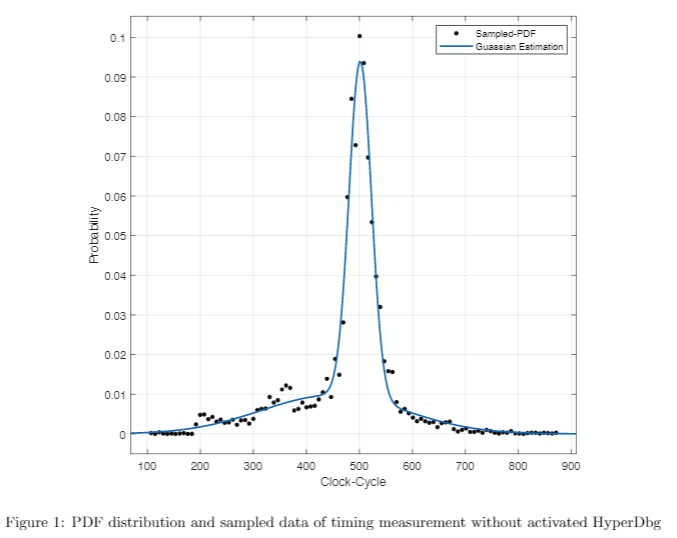 0.1
0.09
0.08
0.07
0.06
0.05
0.04
0.03
0.02
0.01
0
Probability
Sampled-PDF
Guassian Estimation
100 200 300 400 500 600 700 800 900
Clock-Cycle
Figure 1: PDF distribution and sampled data of timing measurement without activated HyperDbg